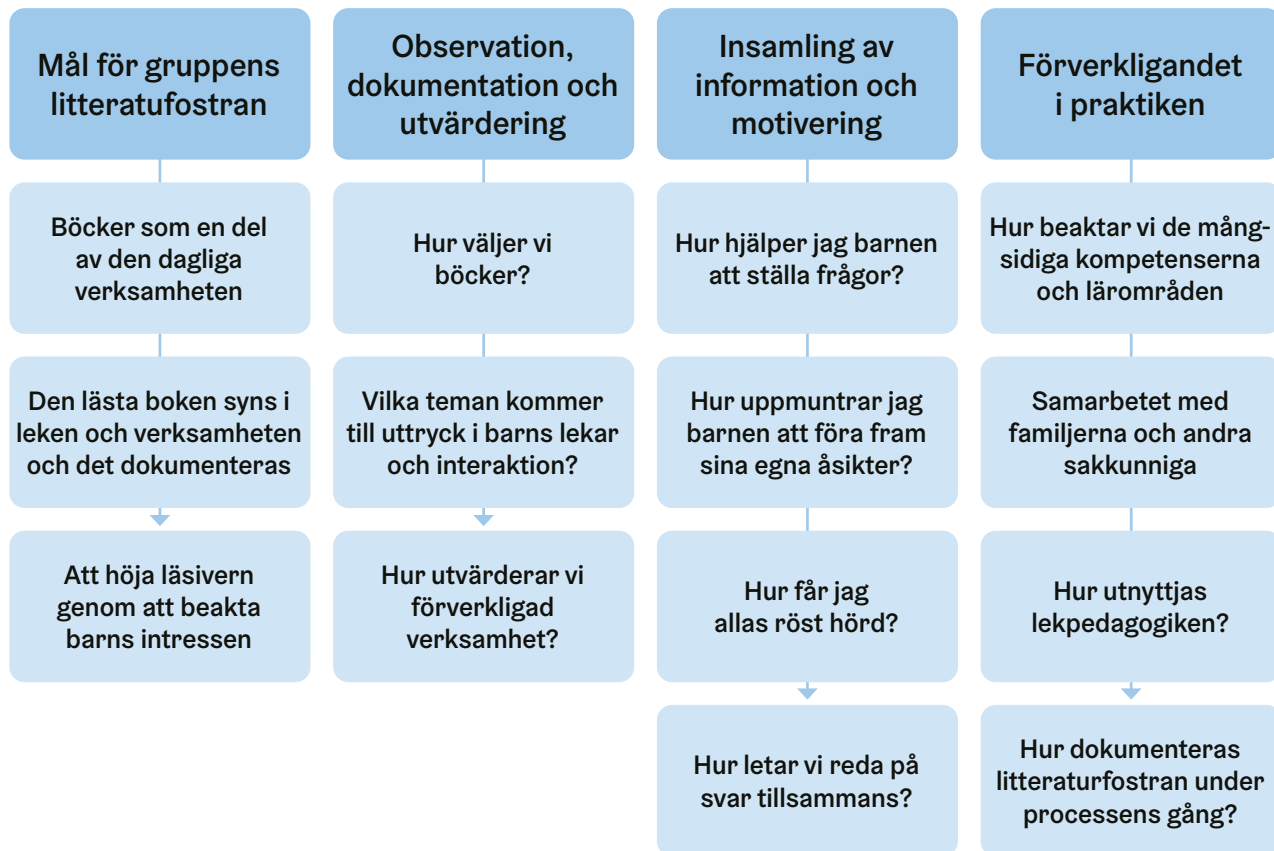 Mål för gruppens
litteratufostran
Böcker som en del
av den dagliga
verksamheten
Den lästa boken syns i
leken och verksamheten
och det dokumenteras
Att höja läsivern
genom att beakta
barns intressen
Observation,
dokumentation och
utvärdering
Hur väljer vi
böcker?
Vilka teman kommer
till uttryck i barns lekar
och interaktion?
Hur utvärderar vi
förverkligad
verksamhet?
Insamling av
information och
motivering
Hur hjälper jag barnen
att ställa frågor?
Hur uppmuntrar jag
barnen att föra fram
sina egna åsikter?
Hur får jag
allas röst hörd?
Hur letar vi reda på
svar tillsammans?
Förverkligandet
i praktiken
Hur beaktar vi de mång-
sidiga kompetenserna
och lärområden
Samarbetet med
familjerna och andra
sakkunniga
Hur utnyttjas
lekpedagogiken?
Hur dokumenteras
litteraturfostran under
processens gång?